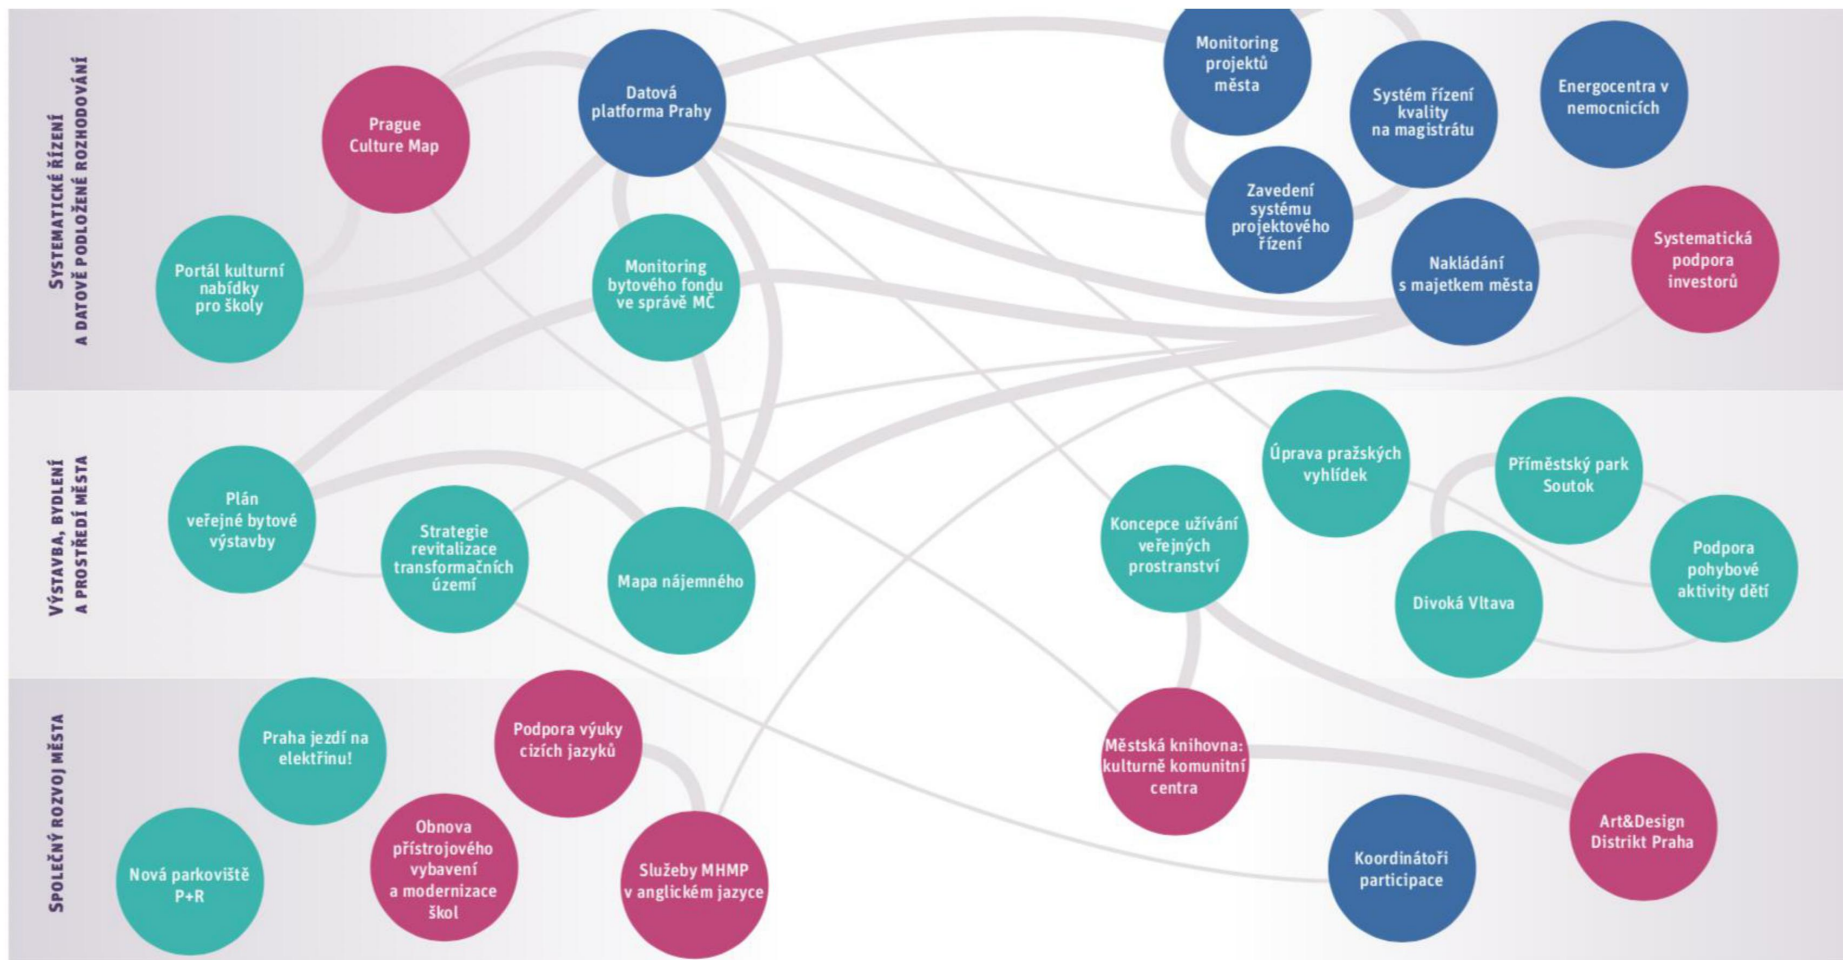 SYSTEMATICKÉ ŘÍZENÍ
A DATOVĚ PODLOŽENÉ ROZHODOVÁNÍ
Prague
Culture Map
Datová
platforma Prahy
Monitoring
projektů
města
Systém řízení
kvality
na magistrátu
Energocentra v
nemocnicích
Portál kulturní
nabídky
pro školy
Monitoring
bytového fondu
ve správě MČ
Zavedení
systému
projektového
řízení
Nakládání
s majetkem města
Systematická
podpora
investorů
VÝSTAVBA, BYDLENÍ
A PROSTŘEDÍ MĚSTA
Plán
veřejné bytové
výstavby
Strategie
revitalizace
transformačních
území
Mapa nájemného
Koncepce užívání
veřejných
prostranství
Úprava pražských
vyhlídek
Příměstský park
Soutok
Divoká Vltava
Podpora
pohybové
aktivity dětí
SPOLEČNÝ ROZVOJ MĚSTA
Praha jezdí na
elektřinu!
Podpora výuky
cizích jazyků
Nová parkoviště
P+R
Obnova
přístrojového
vybavení
a modernizace
škol
Služeby MHMP
v anglickém jazyce
Městská knihovna:
kulturně komunitní
centra
Koordinátoři
participace
Art&Design
Distrikt Praha